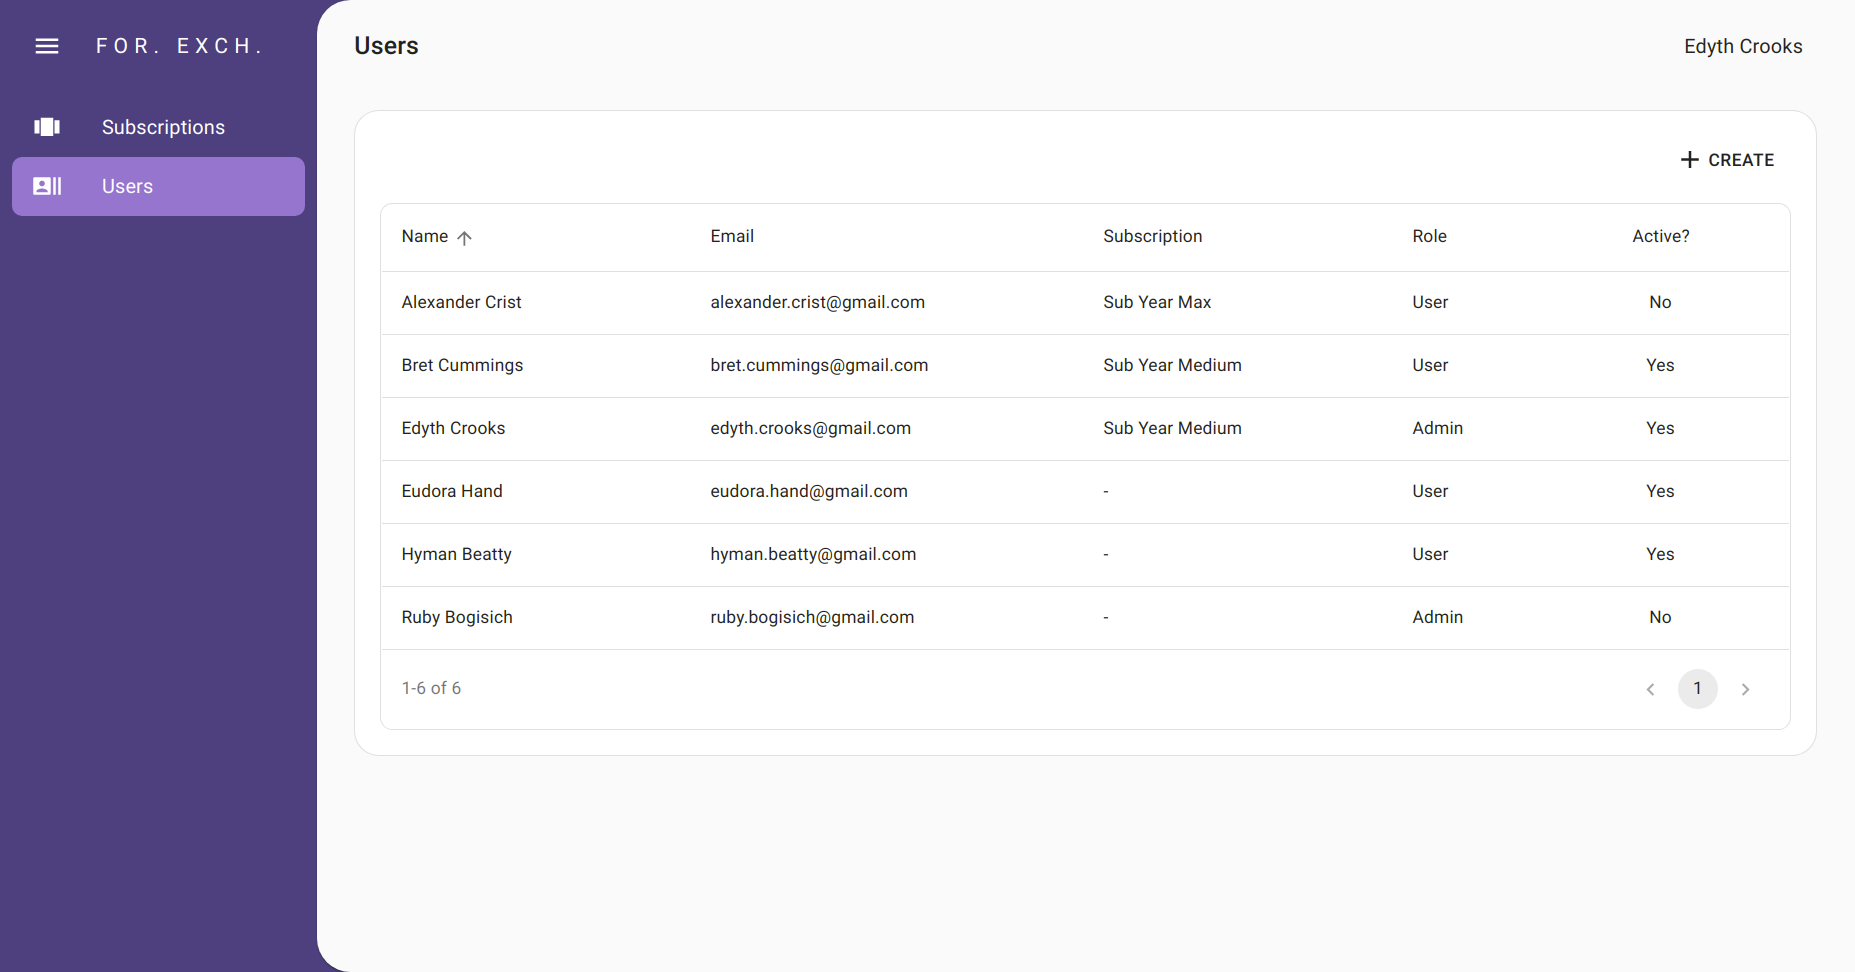 FOR. EXCH.
Users
Edyth Crooks
Subscriptions
Users
CREATE
Name Email Subscription Role Active?
Alexander Crist alexander.crist@gmail.com Sub Year Max User No
Bret Cummings bret.cummings@gmail.com Sub Year Medium User Yes
Edyth Crooks edyth.crooks@gmail.com Sub Year Medium Admin Yes
Eudora Hand eudora.hand@gmail.com - User Yes
Hyman Beatty hyman.beatty@gmail.com - User Yes
Ruby Bogisich ruby.bogisich@gmail.com - Admin No
1-6 of 6 1